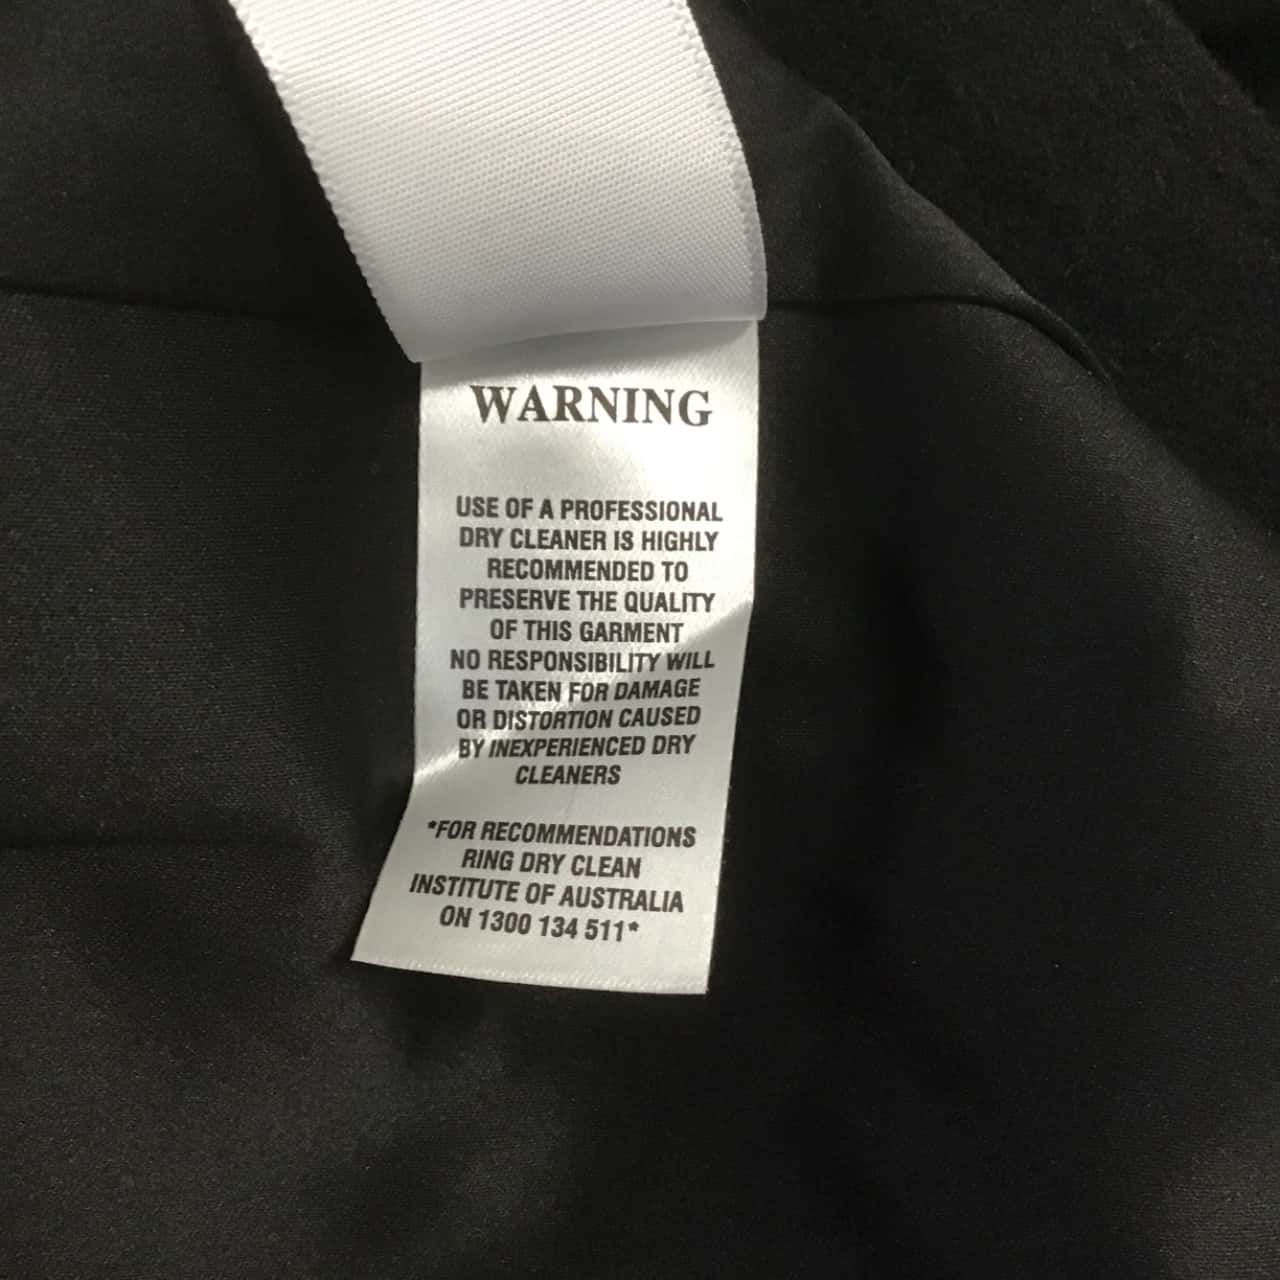 WARNING
USE OF A PROFESSIONAL
DRY CLEANER IS HIGHLY
RECOMMENDED TO
PRESERVE THE QUALITY
OF THIS GARMENT
NO RESPONSIBILITY WILL
BE TAKEN FOR DAMAGE
OR DISTORTION CAUSED
BY INEXPERIENCED DRY
CLEANERS
*FOR RECOMMENDATIONS
RING DRY CLEAN
INSTITUTE OF AUSTRALIA
ON 1300 134 511*